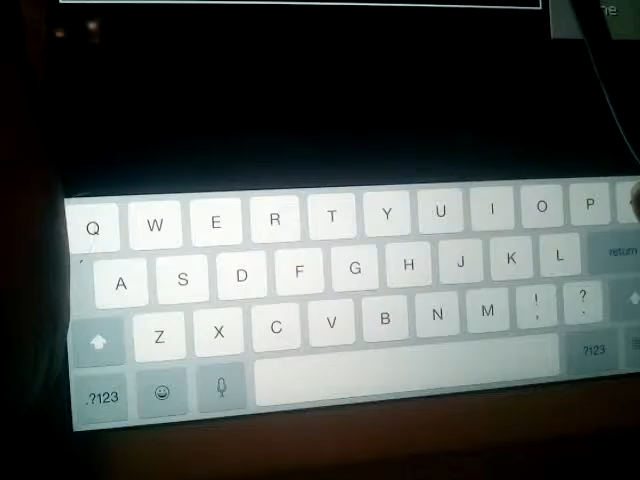 Q W E R T Y U I O P
A S D F G H J K L return
Z X C V B N M ! , ? .
.?123 ?123